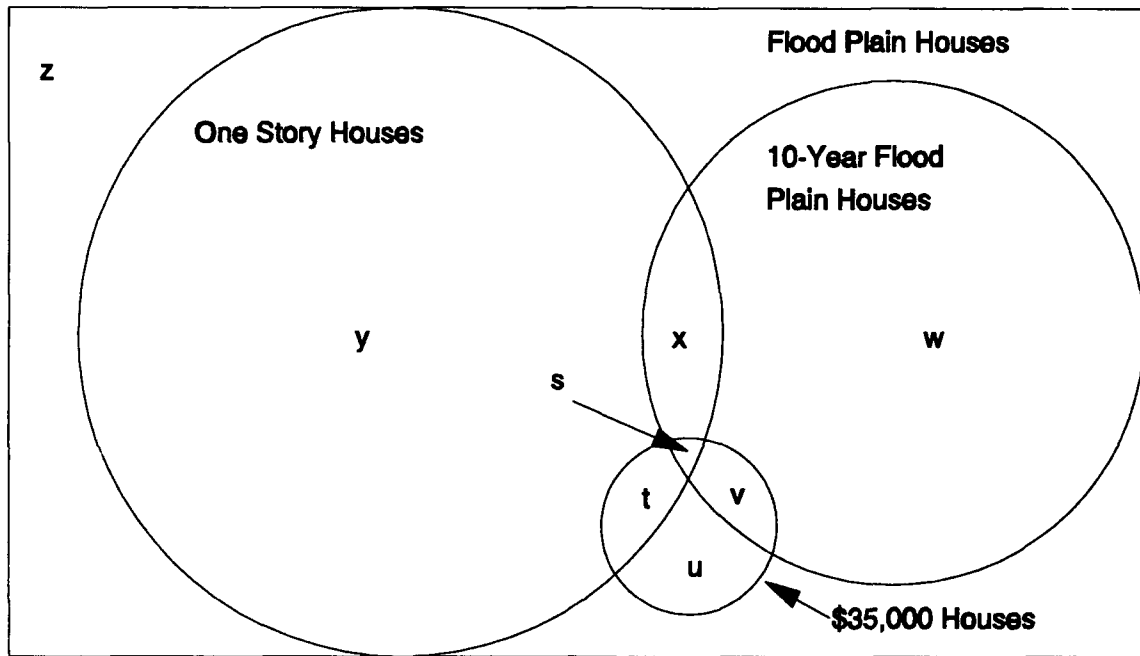 Flood Plain Houses
z
One Story Houses
10-Year Flood
Plain Houses
y
x
w
s
t
v
u
$35,000 Houses